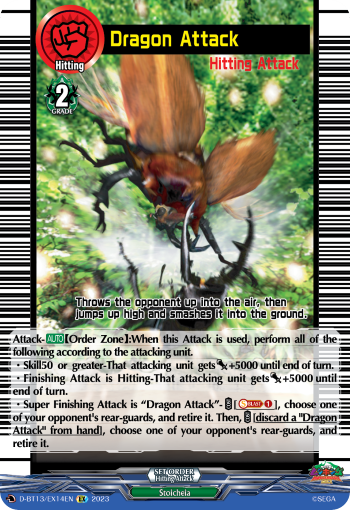 Dragon Attack
Hitting
Hitting Attack
2
GRADE
Throws the opponent up into the air, then
jumps up high and smashes it into the ground.
Attack-AUTO[Order Zone]:When this Attack is used, perform all of the
following according to the attacking unit.
・Skill50 or greater-That attacking unit gets +5000 until end of turn.
・Finishing Attack is Hitting-That attacking unit gets +5000 until
end of turn.
・Super Finishing Attack is “Dragon Attack”-[SOUL BLAST 1], choose one
of your opponent's rear-guards, and retire it. Then, [discard a "Dragon
Attack" from hand], choose one of your opponent's rear-guards, and
retire it.
SET ORDER
Hitting Attack
Stoicheia
D-BT13/EX14EN EX 2023
©SEGA